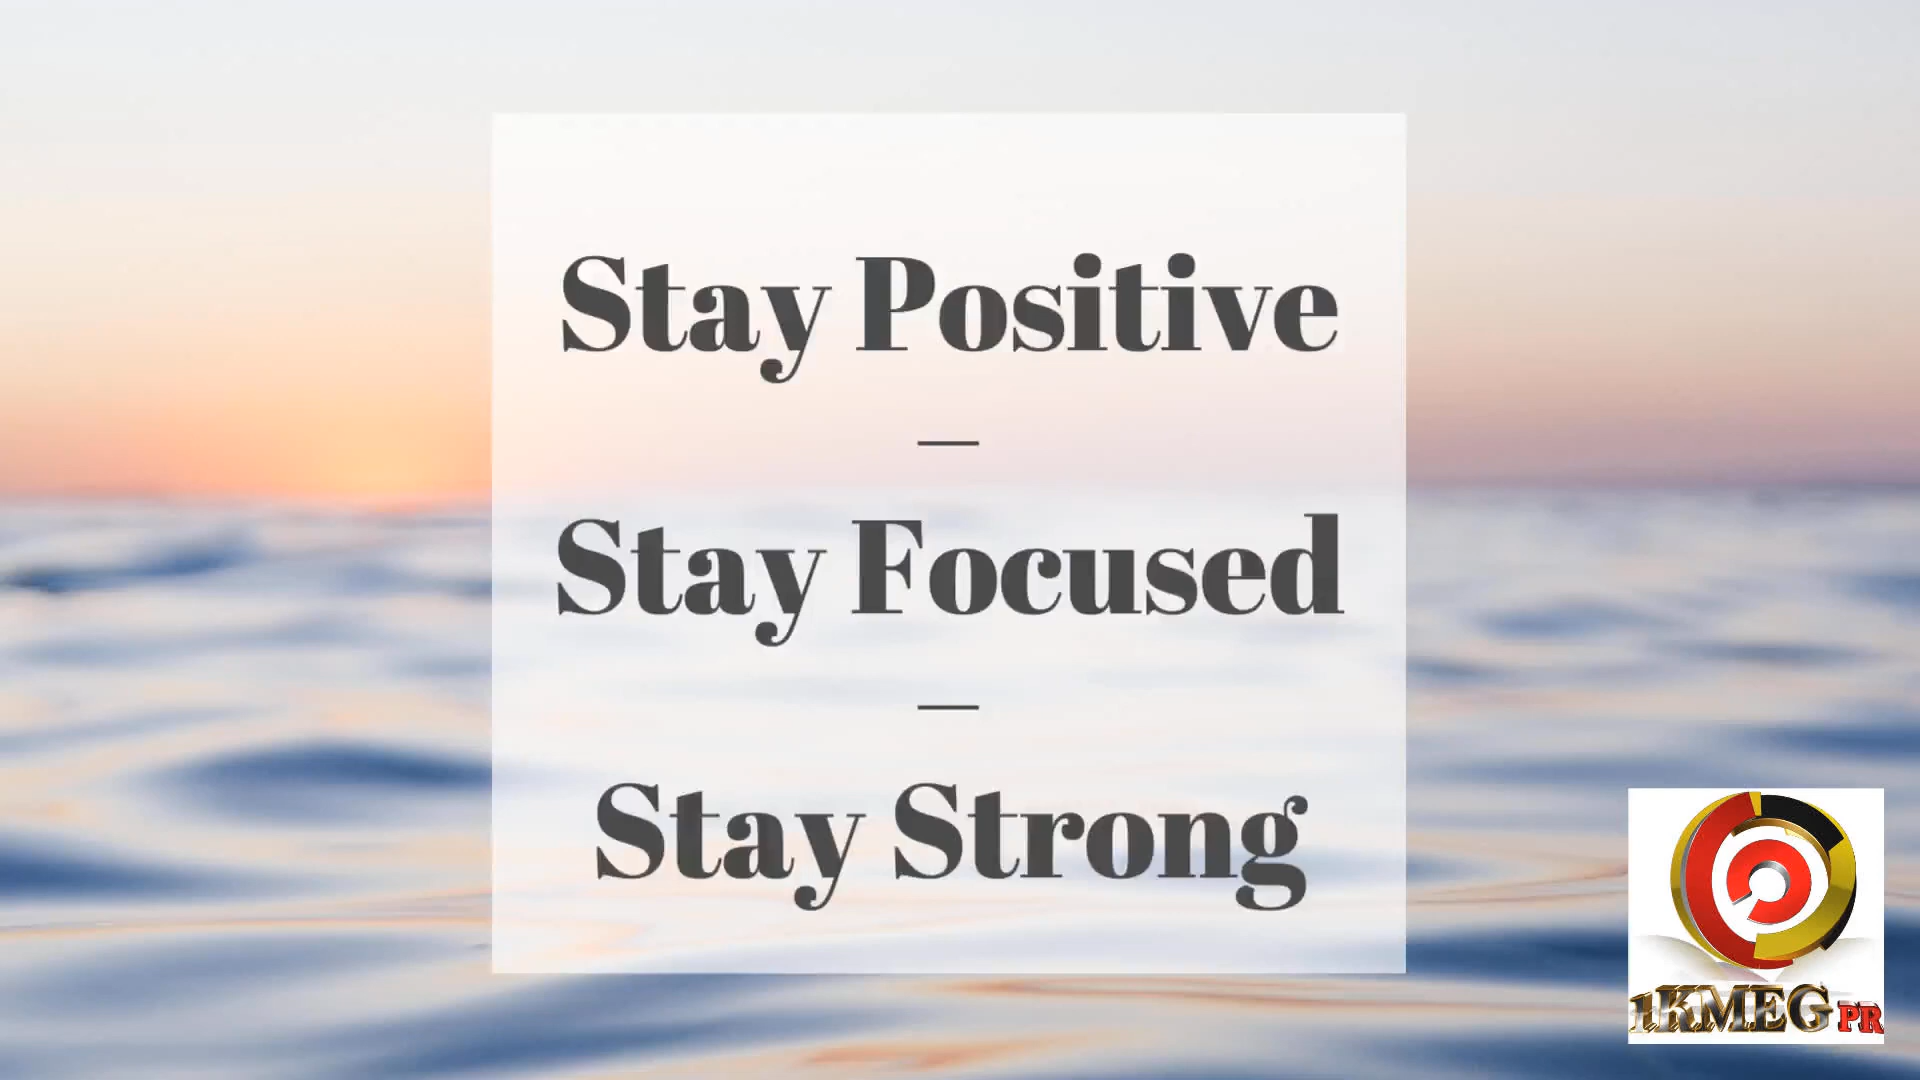 Stay Positive
—
Stay Focused
—
Stay Strong
1KMEG PR